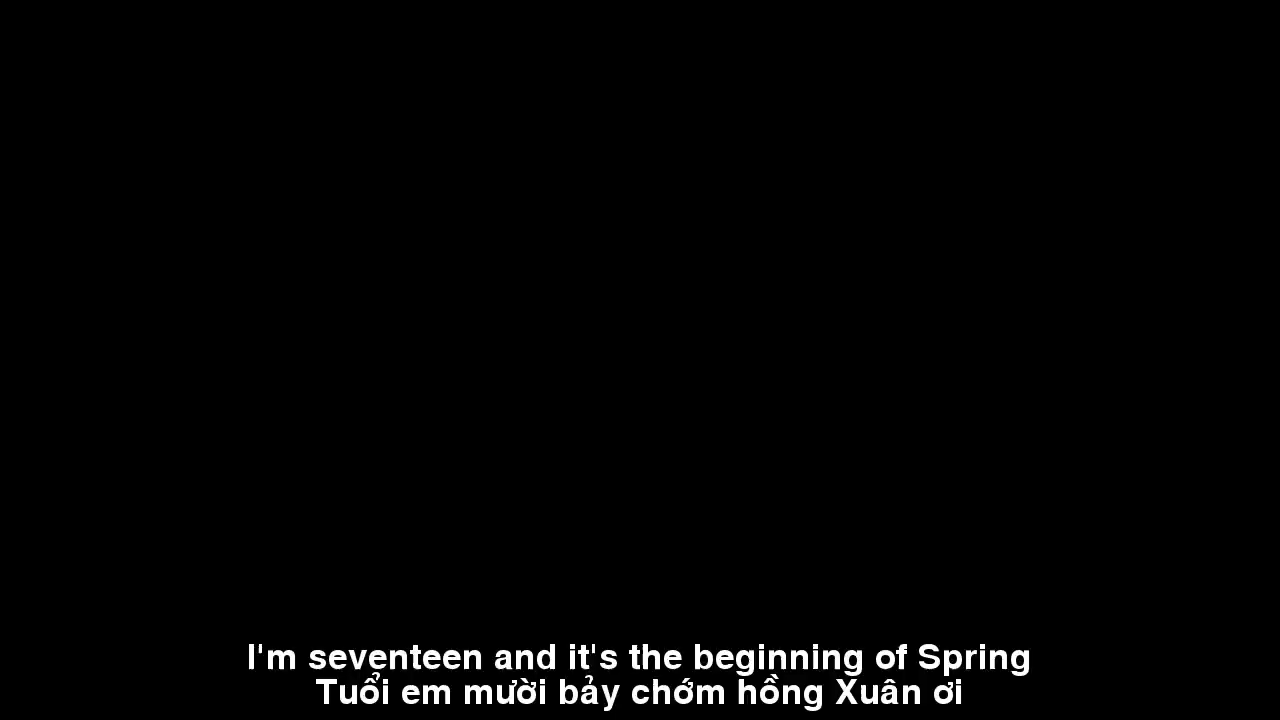 I'm seventeen and it's the beginning of Spring
Tuổi em mười bảy chớm hồng Xuân ơi